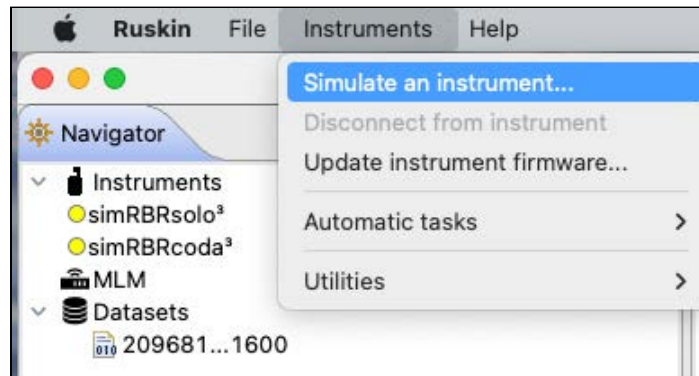 Ruskin File Instruments Help
Simulate an instrument...
Disconnect from instrument
Update instrument firmware...
Automatic tasks
Utilities
Navigator
Instruments
simRBRsolo³
simRBRcoda³
MLM
Datasets
010 209681...1600